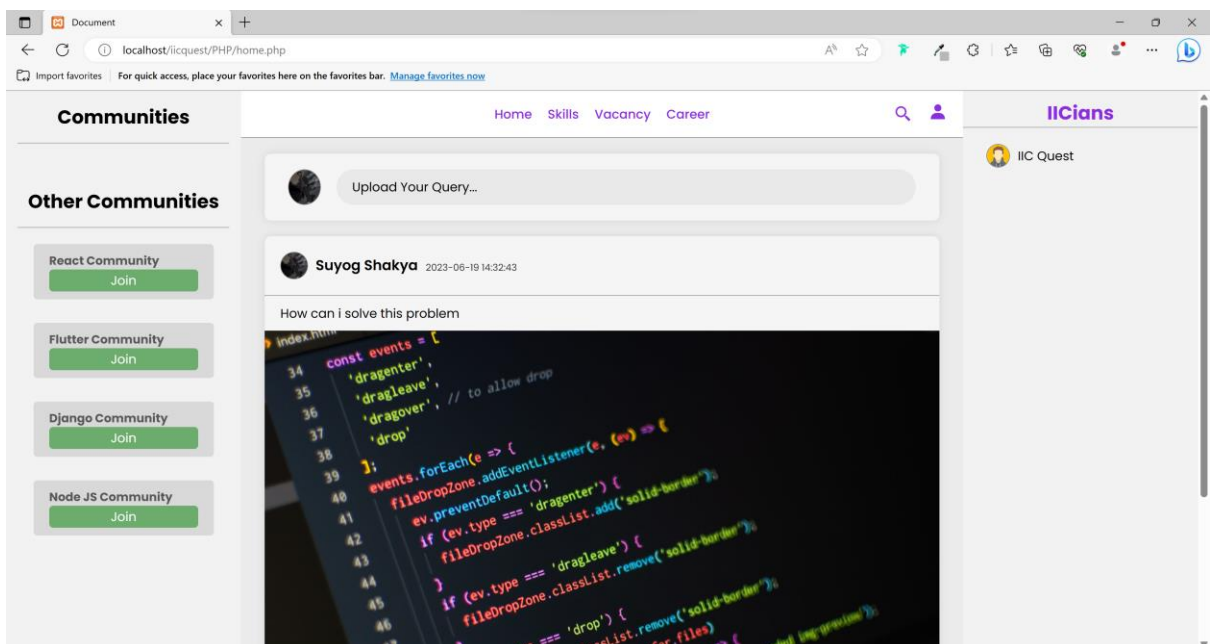 Document
localhost/iicquest/PHP/home.php
Import favorites For quick access, place your favorites here on the favorites bar. Manage favorites now
Communities
Other Communities
React Community
Join
Flutter Community
Join
Django Community
Join
Node JS Community
Join
Home Skills Vacancy Career
Upload Your Query...
Suyog Shakya 2023-06-19 14:32:43
How can i solve this problem
index.html
34 const events = [
35 'dragenter',
36 'dragleave',
37 'dragover', // to allow drop
38 'drop'
39 ];
40 events.forEach(e => {
41 fileDropZone.addEventListener(e, (ev) => {
42 ev.preventDefault();
43 if (ev.type === 'dragenter') {
44 fileDropZone.classList.add('solid-border');
45 }
46 if (ev.type === 'dragleave') {
fileDropZone.classList.remove('solid-border');
}
=== 'drop') {
.remove('solid-border');
files)
IICians
IIC Quest